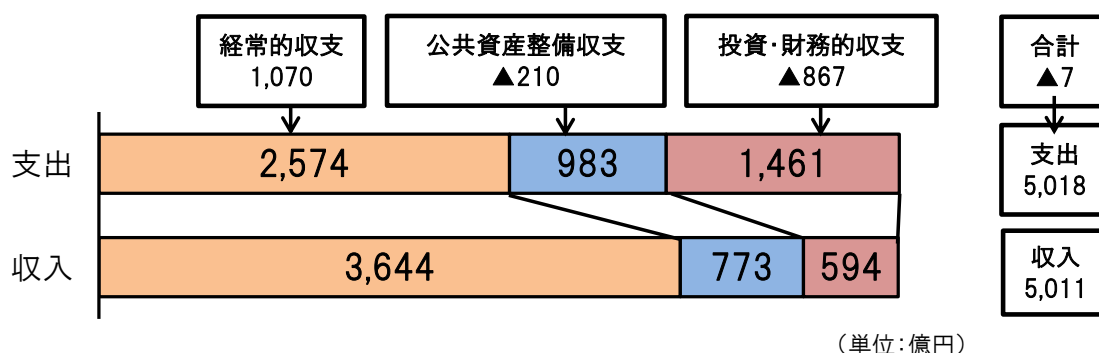 経常的収支
1,070
公共資産整備収支
▲210
投資・財務的収支
▲867
合計
▲7
支出
2,574
983
1,461
支出
5,018
収入
3,644
773
594
収入
5,011
（単位：億円）